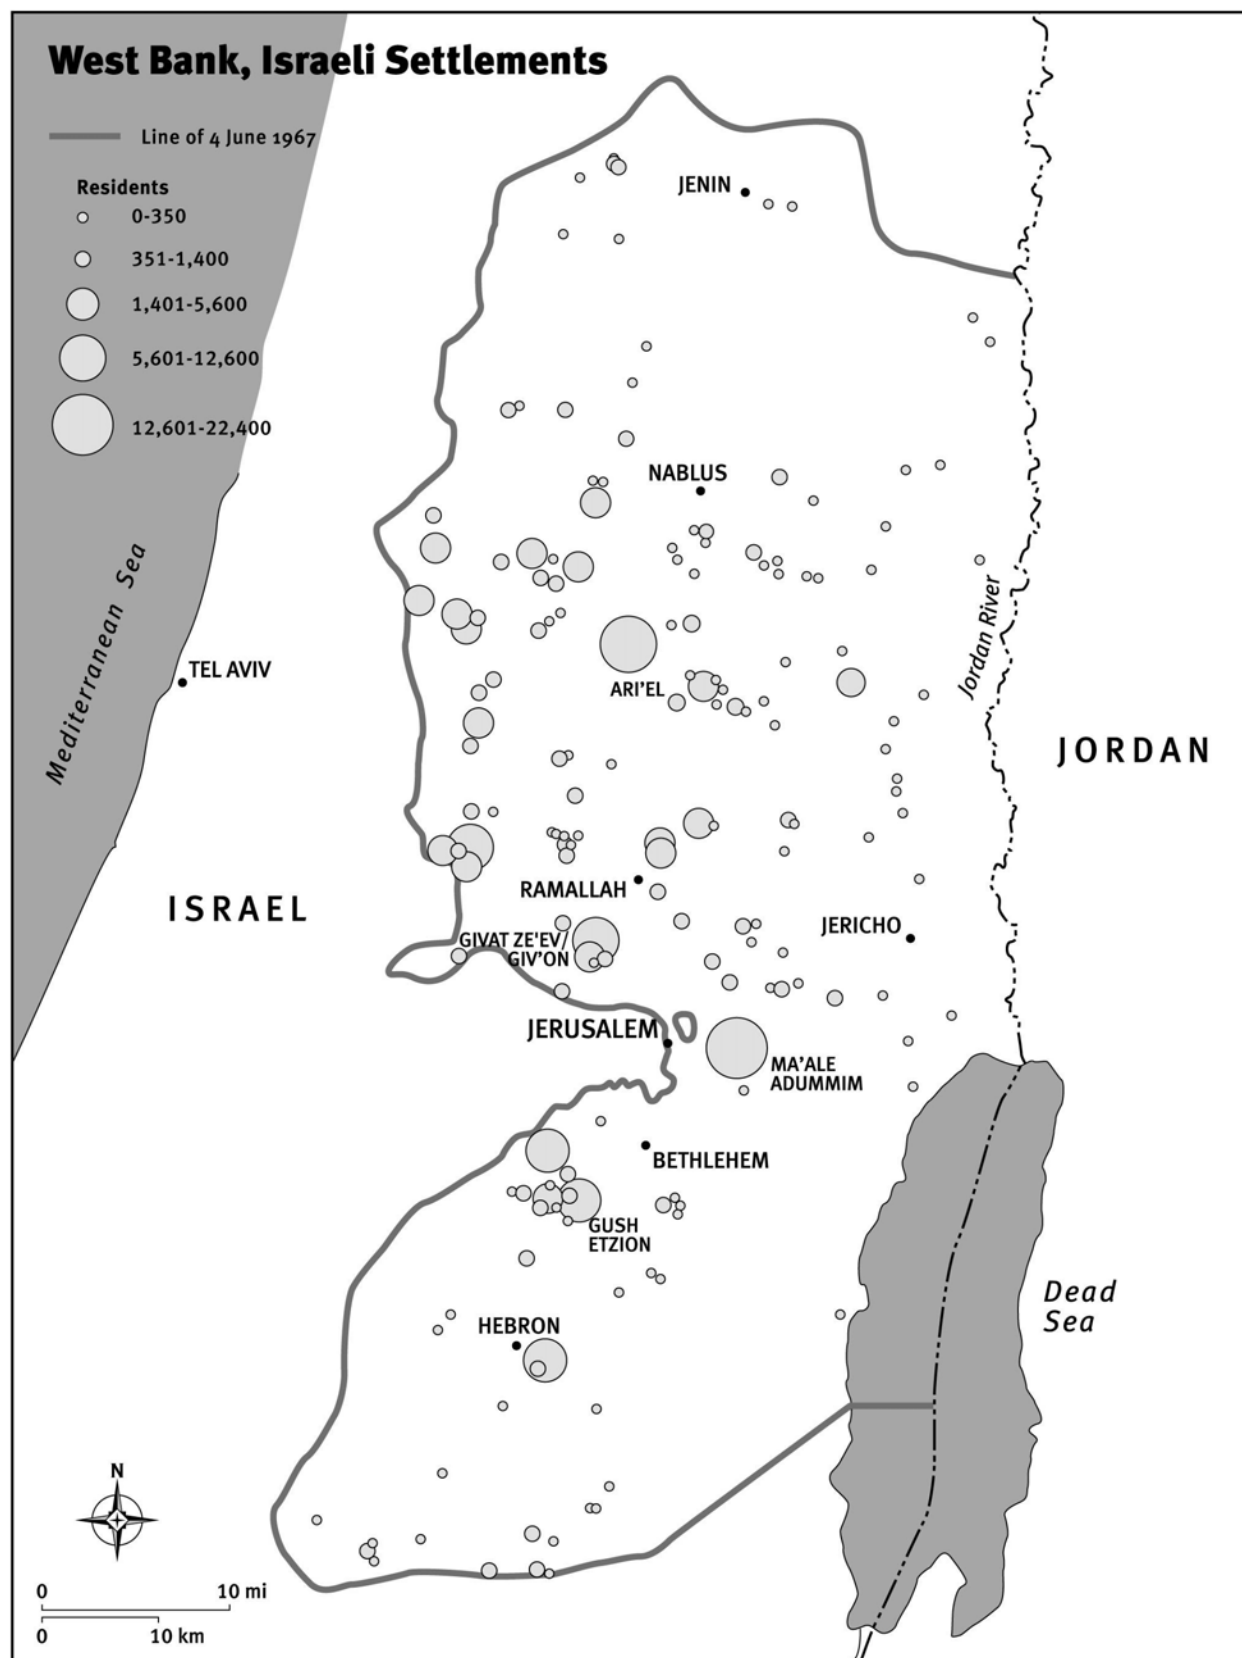 West Bank, Israeli Settlements
Line of 4 June 1967
Residents
0-350
351-1,400
1,401-5,600
5,601-12,600
12,601-22,400
JENIN
NABLUS
Mediterranean Sea
Jordan River
TEL AVIV
ARI'EL
JORDAN
ISRAEL
RAMALLAH
JERICHO
GIVAT ZE'EV/
GIV'ON
JERUSALEM
MA'ALE
ADUMMIM
BETHLEHEM
GUSH
ETZION
Dead
Sea
HEBRON
N
0 10 mi
0 10 km